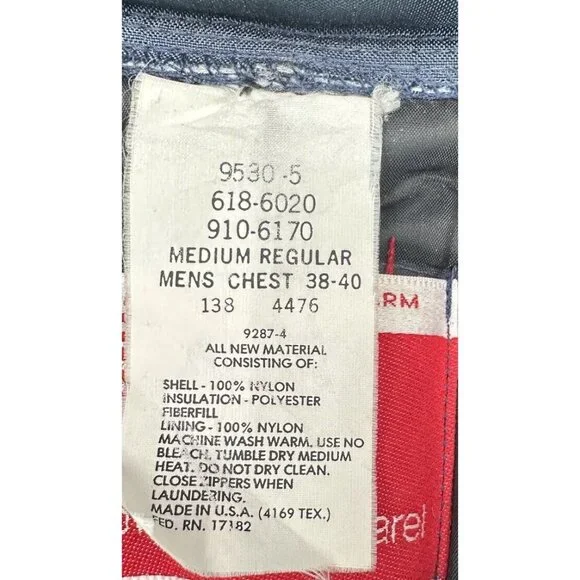 9530-5
618-6020
910-6170
MEDIUM REGULAR
MENS CHEST 38-40
138 4476
9287-4
ALL NEW MATERIAL
CONSISTING OF:
SHELL - 100% NYLON
INSULATION - POLYESTER
FIBERFILL
LINING - 100% NYLON
MACHINE WASH WARM. USE NO
BLEACH. TUMBLE DRY MEDIUM
HEAT. DO NOT DRY CLEAN.
CLOSE ZIPPERS WHEN
LAUNDERING.
MADE IN U.S.A. (4169 TEX.)
FED. RN. 17182
ARM
arel